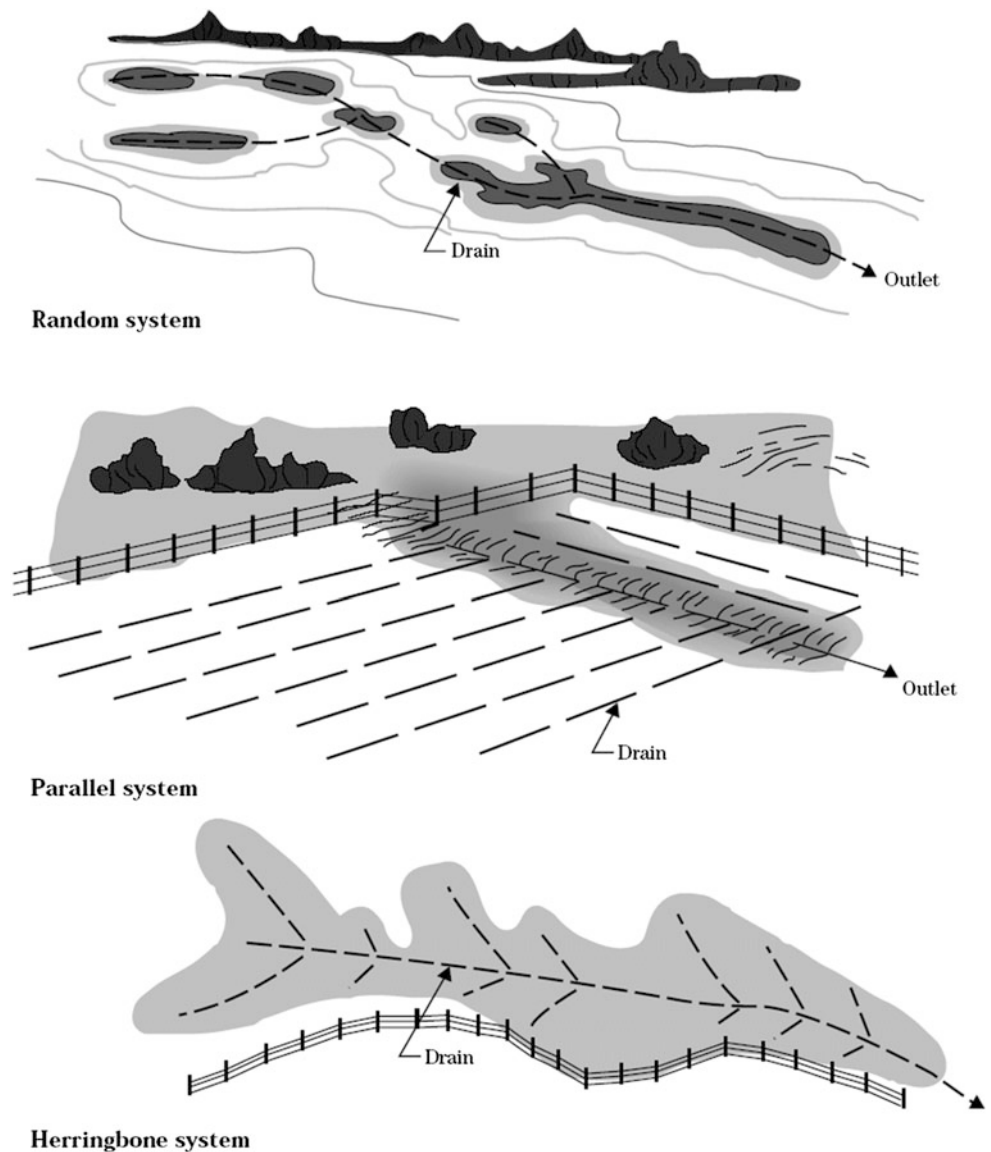 Drain
Outlet
Random system
Outlet
Drain
Parallel system
Drain
Herringbone system